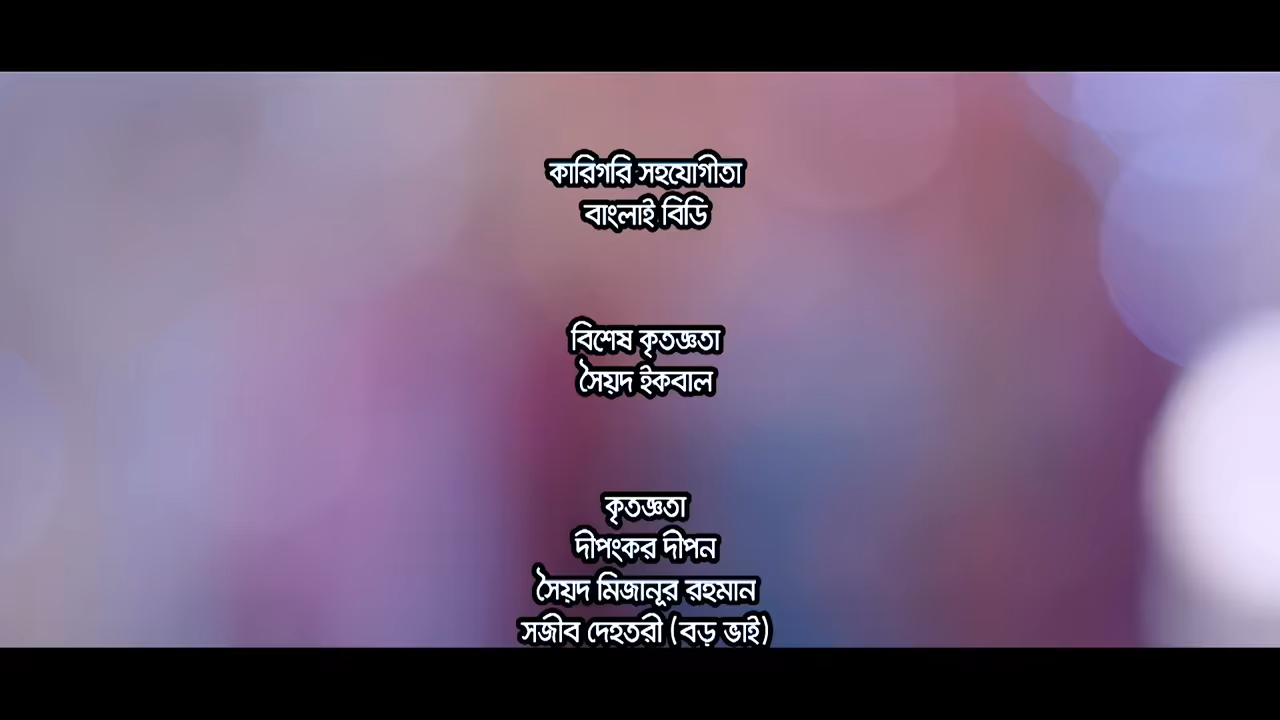 কারিগরি সহযোগীতা
বাংলাই বিডি
বিশেষ কৃতজ্ঞতা
সৈয়দ ইকবাল
কৃতজ্ঞতা
দীপংকর দীপন
সৈয়দ মিজানূর রহমান
সজীব দেহতরী (বড় ভাই)